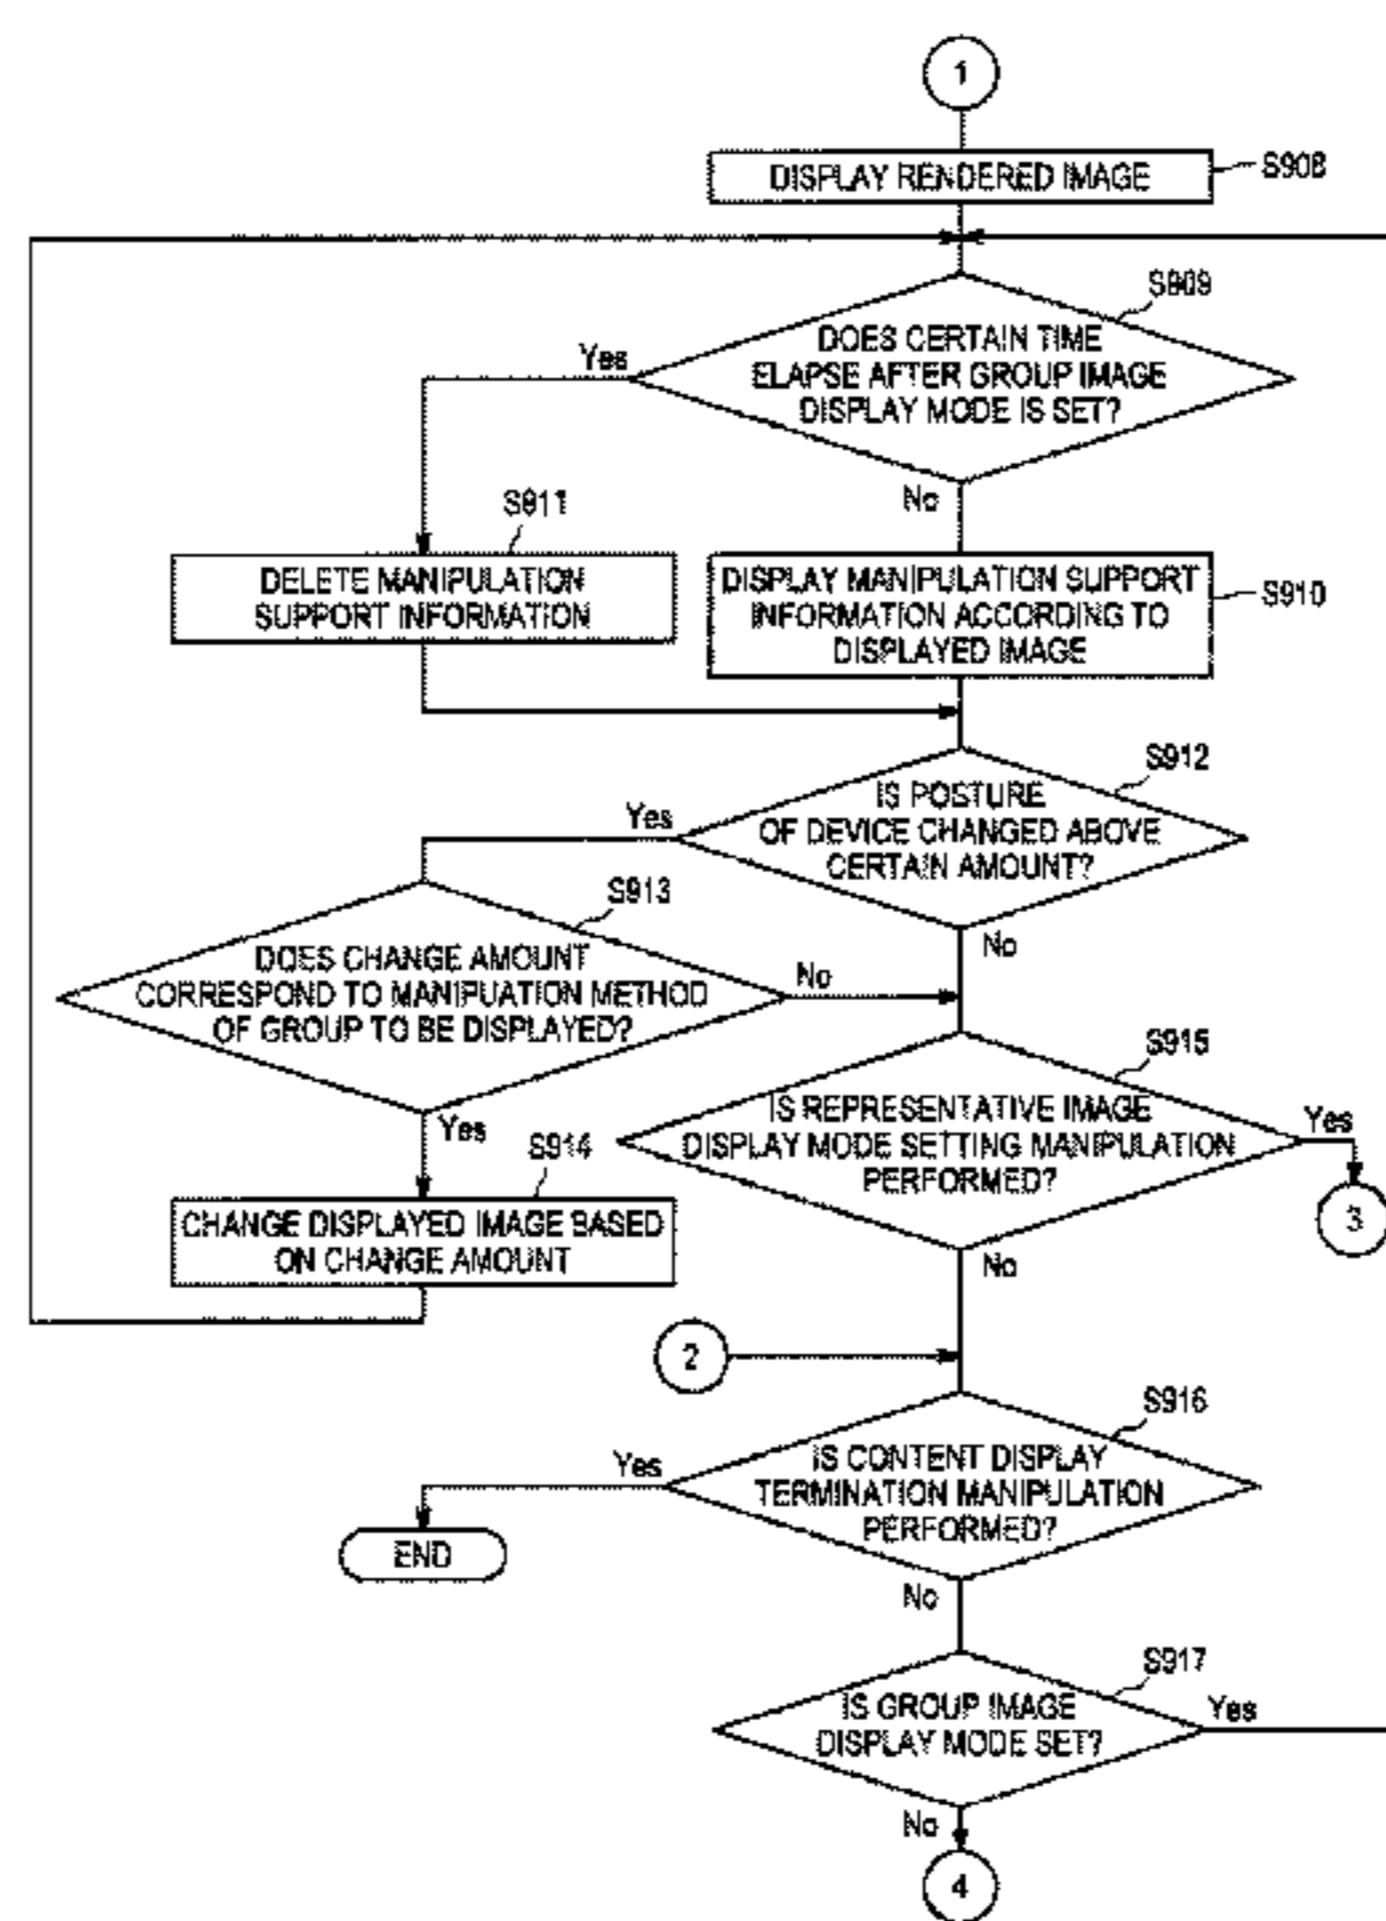 1
DISPLAY RENDERED IMAGE
S908
S909
DOES CERTAIN TIME
ELAPSE AFTER GROUP IMAGE
DISPLAY MODE IS SET?
Yes
No
S911
DELETE MANIPULATION
SUPPORT INFORMATION
DISPLAY MANIPULATION SUPPORT
INFORMATION ACCORDING TO
DISPLAYED IMAGE
S910
S912
IS POSTURE
OF DEVICE CHANGED ABOVE
CERTAIN AMOUNT?
Yes
No
S913
DOES CHANGE AMOUNT
CORRESPOND TO MANIPUATION METHOD
OF GROUP TO BE DISPLAYED?
No
Yes
S915
IS REPRESENTATIVE IMAGE
DISPLAY MODE SETTING MANIPULATION
PERFORMED?
Yes
3
No
S914
CHANGE DISPLAYED IMAGE BASED
ON CHANGE AMOUNT
2
S916
IS CONTENT DISPLAY
TERMINATION MANIPULATION
PERFORMED?
Yes
END
No
S917
IS GROUP IMAGE
DISPLAY MODE SET?
Yes
No
4